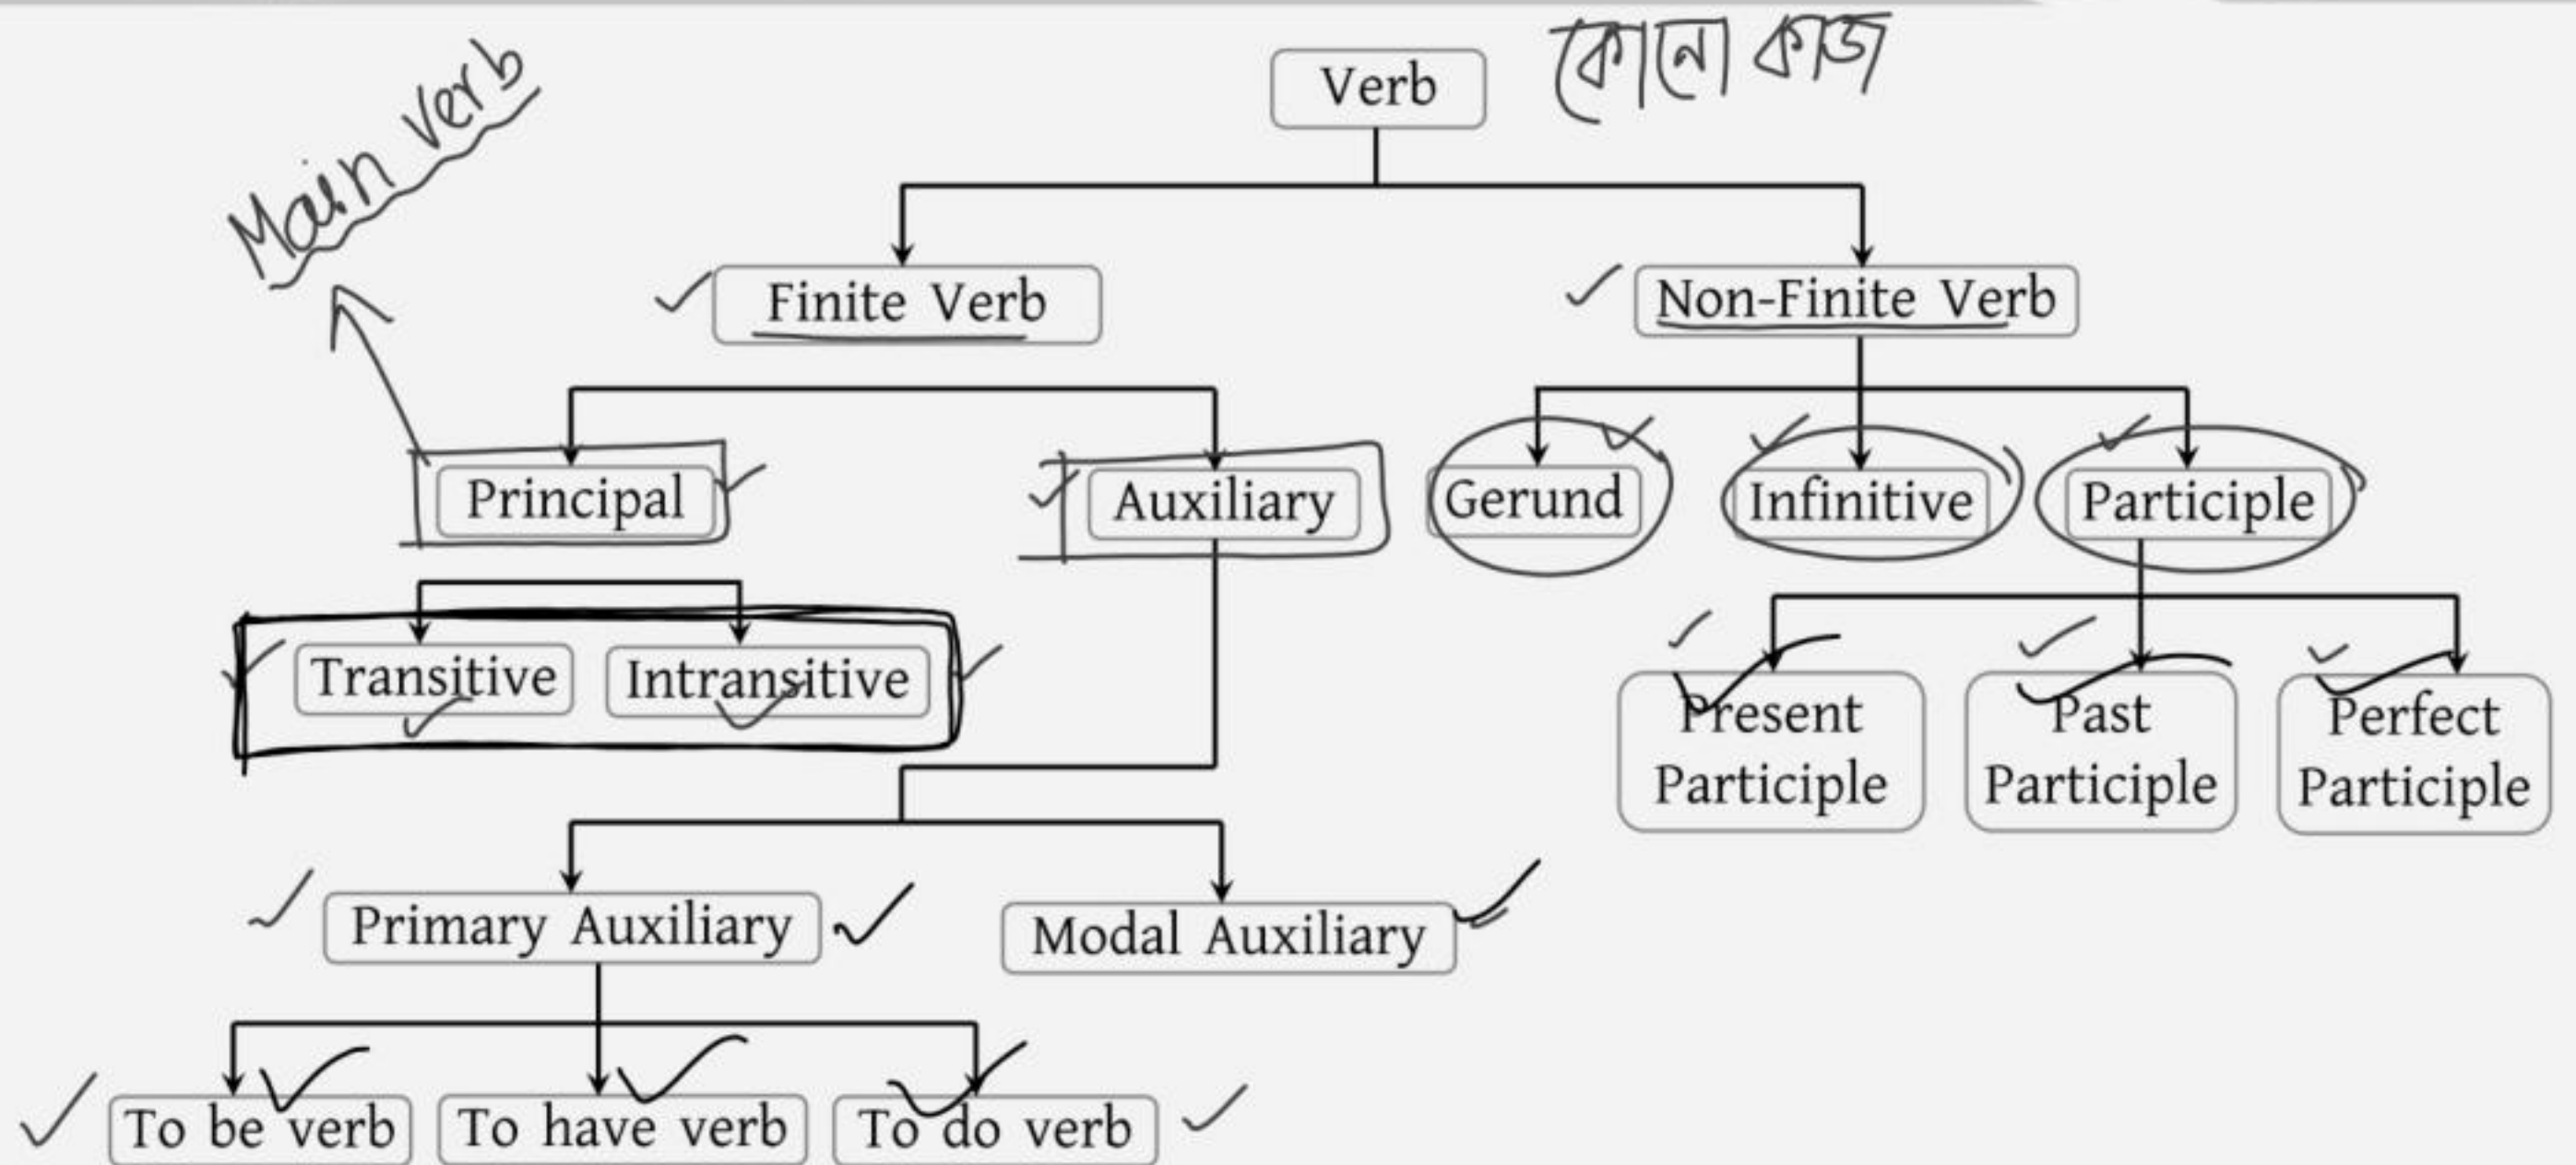 Verb কোনো কাজ
Main verb
Finite Verb Non-Finite Verb
Principal Auxiliary Gerund Infinitive Participle
Transitive Intransitive
Present Participle Past Participle Perfect Participle
Primary Auxiliary Modal Auxiliary
To be verb To have verb To do verb